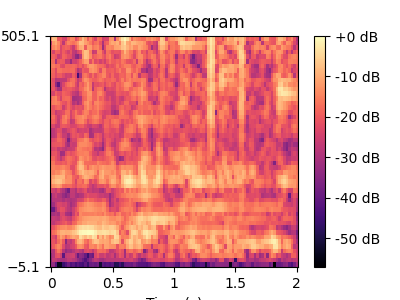 Mel Spectrogram
505.1
−5.1
0 0.5 1 1.5 2
+0 dB
-10 dB
-20 dB
-30 dB
-40 dB
-50 dB